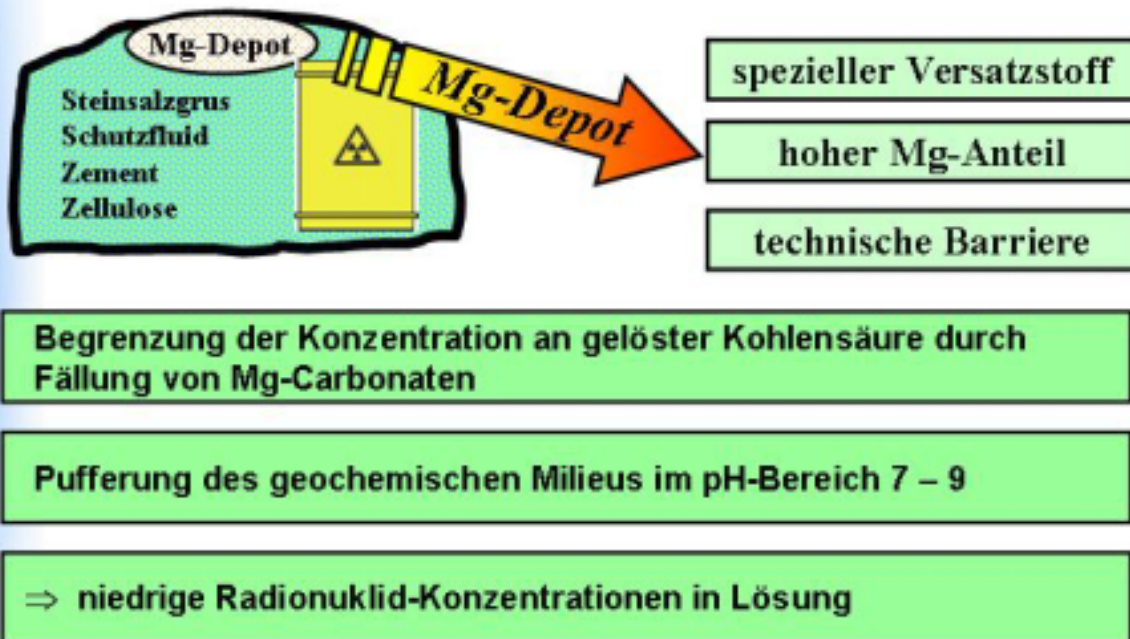 Mg-Depot
Steinsalzgrus
Schutzfluid
Zement
Zellulose
Mg-Depot
spezieller Versatzstoff
hoher Mg-Anteil
technische Barriere
Begrenzung der Konzentration an gelöster Kohlensäure durch
Fällung von Mg-Carbonaten
Pufferung des geochemischen Milieus im pH-Bereich 7 – 9
⇒ niedrige Radionuklid-Konzentrationen in Lösung